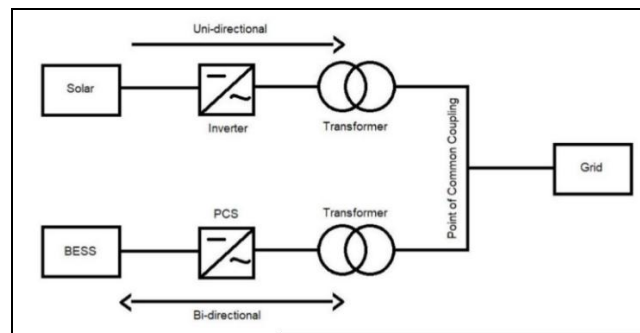 Uni-directional
Solar
Inverter
Transformer
Point of Common Coupling
Grid
PCS
Transformer
BESS
Bi-directional